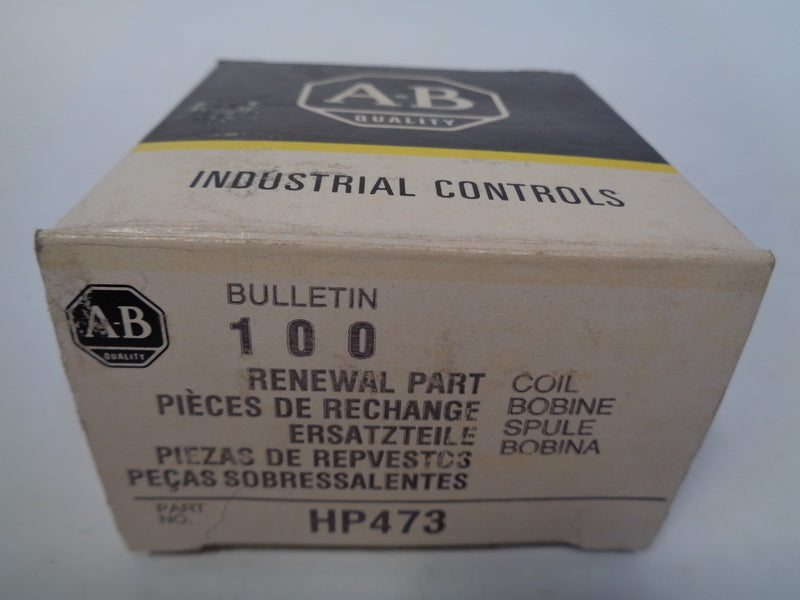 A-B
QUALITY
INDUSTRIAL CONTROLS
A-B
QUALITY
BULLETIN
100
RENEWAL PART COIL
PIÈCES DE RECHANGE BOBINE
ERSATZTEILE SPULE
PIEZAS DE REPVESTOS BOBINA
PEÇAS SOBRESSALENTES
PART
NO.
HP473